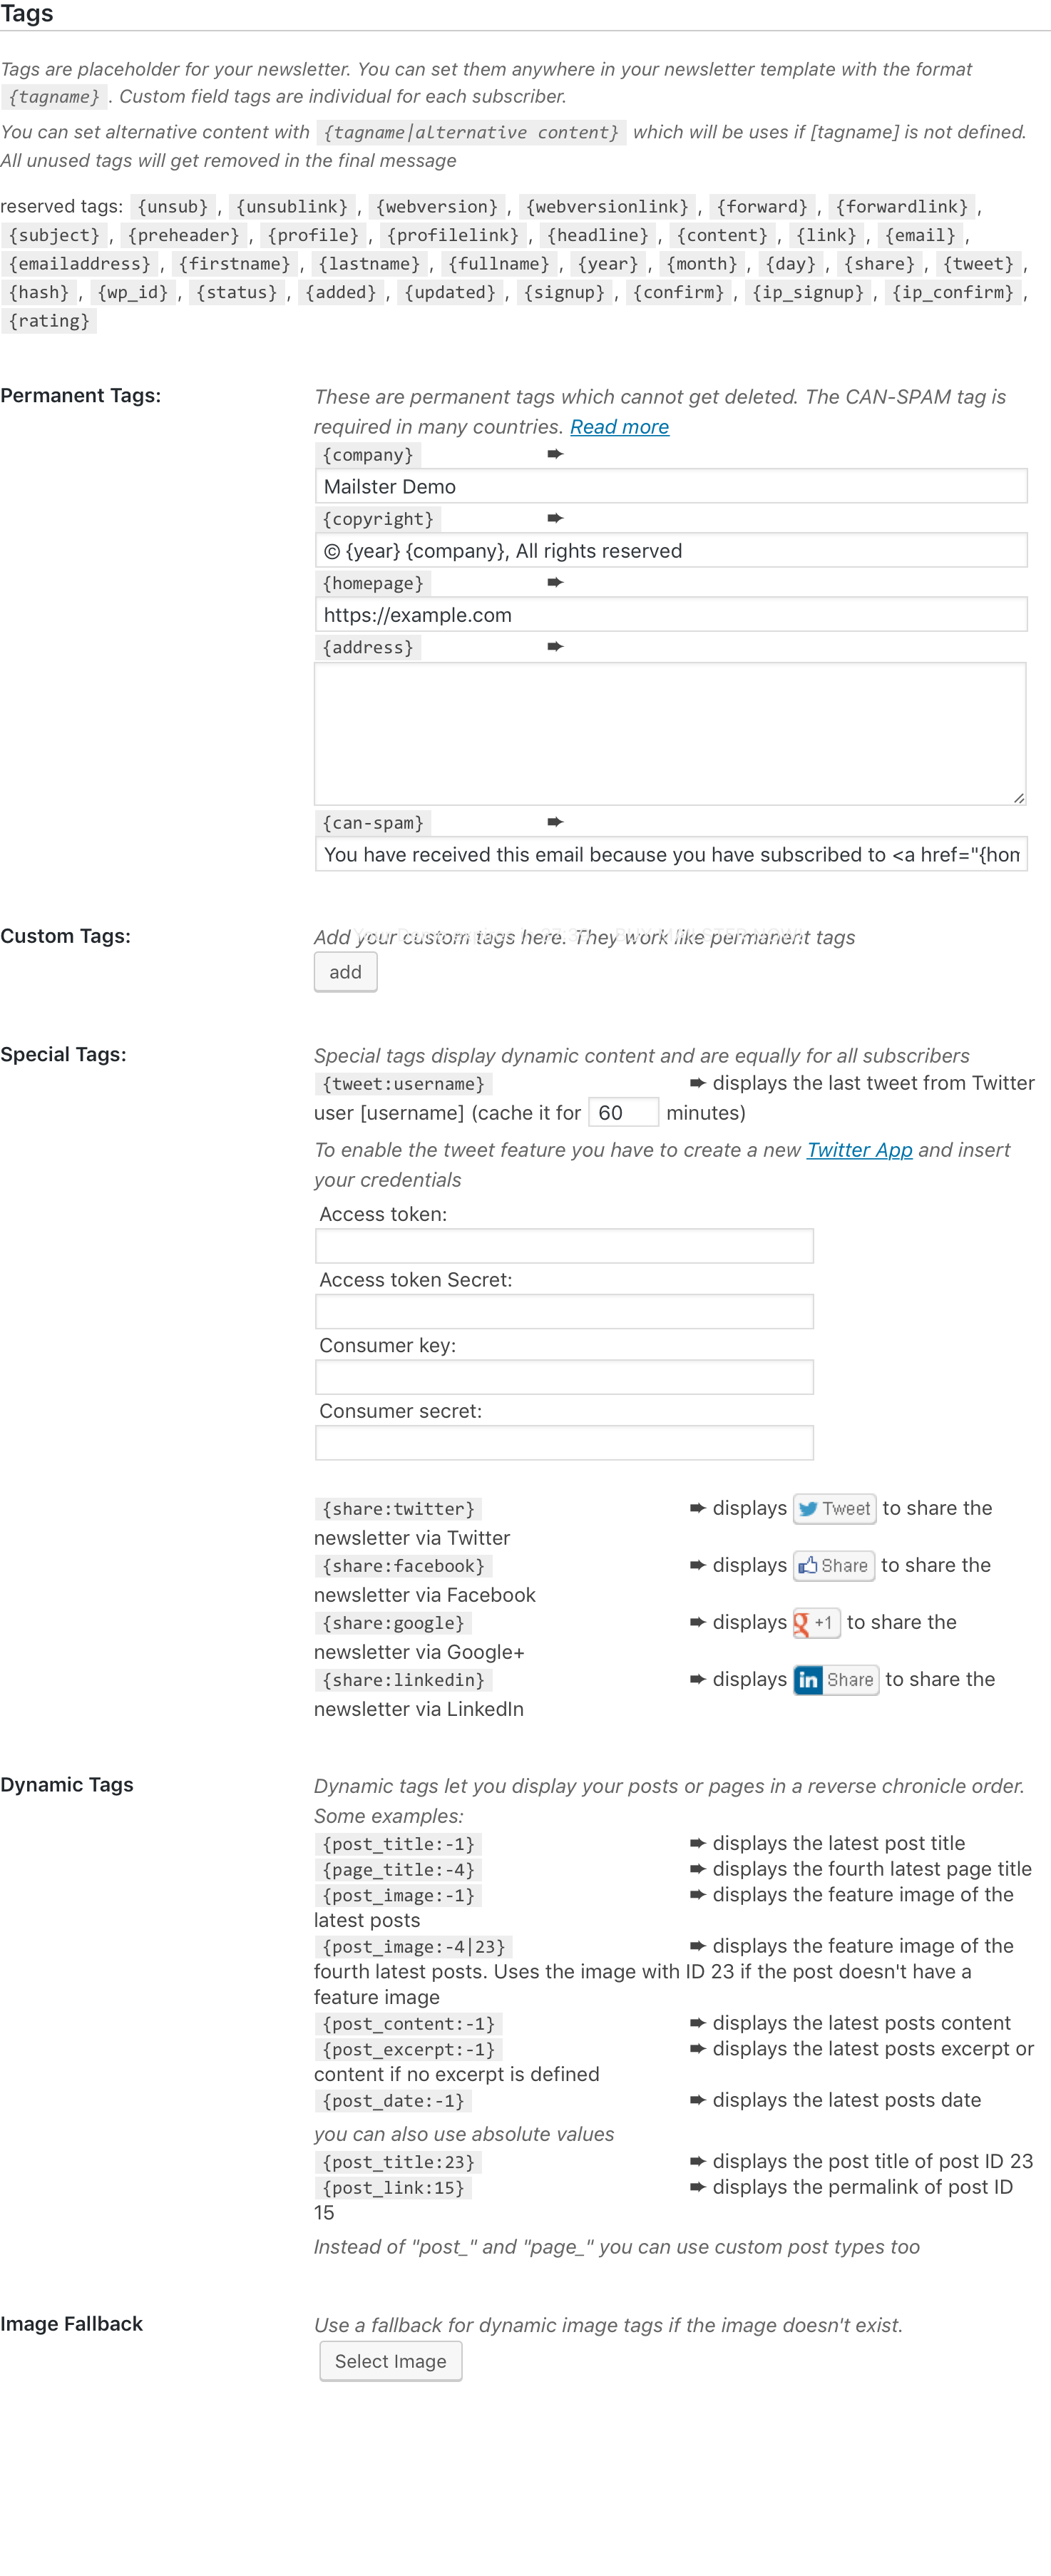 Tags
Tags are placeholder for your newsletter. You can set them anywhere in your newsletter template with the format
{tagname} . Custom field tags are individual for each subscriber.
You can set alternative content with {tagname|alternative content} which will be uses if [tagname] is not defined.
All unused tags will get removed in the final message
reserved tags: {unsub} , {unsublink} , {webversion} , {webversionlink} , {forward} , {forwardlink} ,
{subject} , {preheader} , {profile} , {profilelink} , {headline} , {content} , {link} , {email} ,
{emailaddress} , {firstname} , {lastname} , {fullname} , {year} , {month} , {day} , {share} , {tweet} ,
{hash} , {wp_id} , {status} , {added} , {updated} , {signup} , {confirm} , {ip_signup} , {ip_confirm} ,
{rating}
Permanent Tags:
These are permanent tags which cannot get deleted. The CAN-SPAM tag is
required in many countries. Read more
{company} ➨
Mailster Demo
{copyright} ➨
© {year} {company}, All rights reserved
{homepage} ➨
https://example.com
{address} ➨
{can-spam} ➨
You have received this email because you have subscribed to <a href="{hom
Custom Tags:
Add your custom tags here. They work like permanent tags
add
Special Tags:
Special tags display dynamic content and are equally for all subscribers
{tweet:username} ➨ displays the last tweet from Twitter
user [username] (cache it for 60 minutes)
To enable the tweet feature you have to create a new Twitter App and insert
your credentials
Access token:
Access token Secret:
Consumer key:
Consumer secret:
{share:twitter} ➨ displays Tweet to share the
newsletter via Twitter
{share:facebook} ➨ displays Share to share the
newsletter via Facebook
{share:google} ➨ displays g +1 to share the
newsletter via Google+
{share:linkedin} ➨ displays in Share to share the
newsletter via LinkedIn
Dynamic Tags
Dynamic tags let you display your posts or pages in a reverse chronicle order.
Some examples:
{post_title:-1} ➨ displays the latest post title
{page_title:-4} ➨ displays the fourth latest page title
{post_image:-1} ➨ displays the feature image of the
latest posts
{post_image:-4|23} ➨ displays the feature image of the
fourth latest posts. Uses the image with ID 23 if the post doesn't have a
feature image
{post_content:-1} ➨ displays the latest posts content
{post_excerpt:-1} ➨ displays the latest posts excerpt or
content if no excerpt is defined
{post_date:-1} ➨ displays the latest posts date
you can also use absolute values
{post_title:23} ➨ displays the post title of post ID 23
{post_link:15} ➨ displays the permalink of post ID
15
Instead of "post_" and "page_" you can use custom post types too
Image Fallback
Use a fallback for dynamic image tags if the image doesn't exist.
Select Image